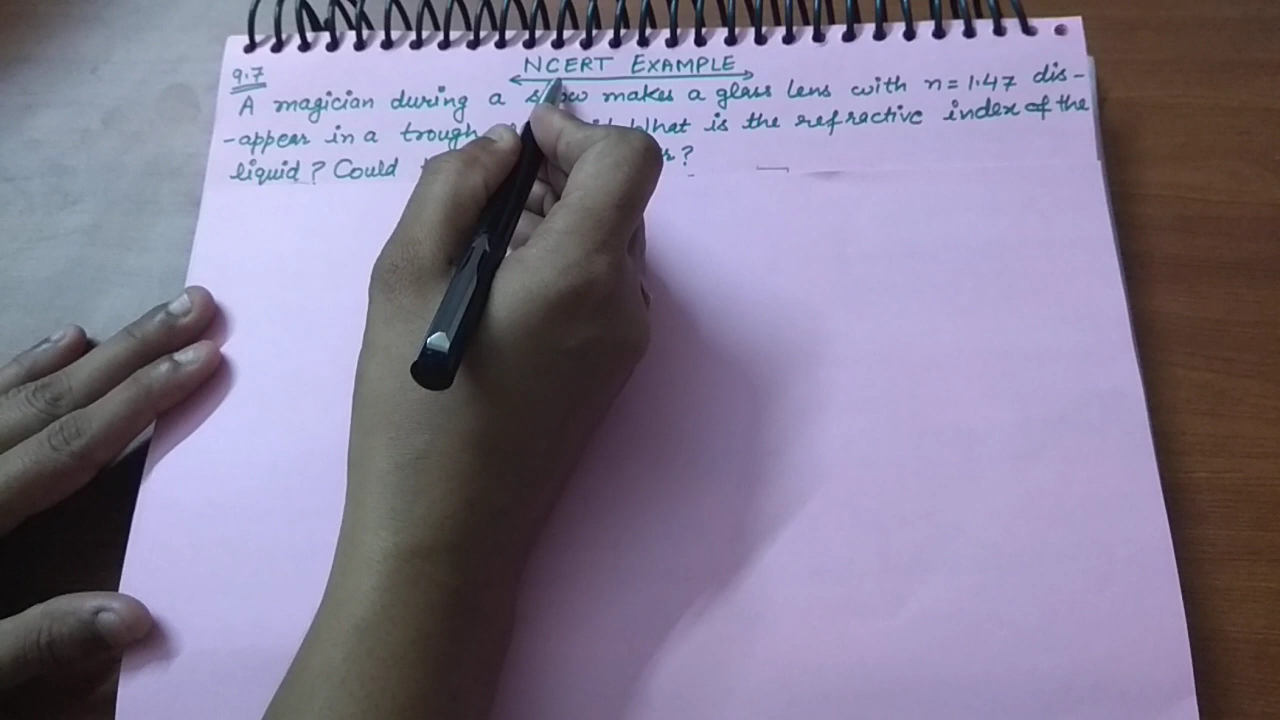 NCERT EXAMPLE
9.7
A magician during a show makes a glass lens with n = 1.47 dis-
-appear in a trough What is the refractive index of the
liquid ? Could ?